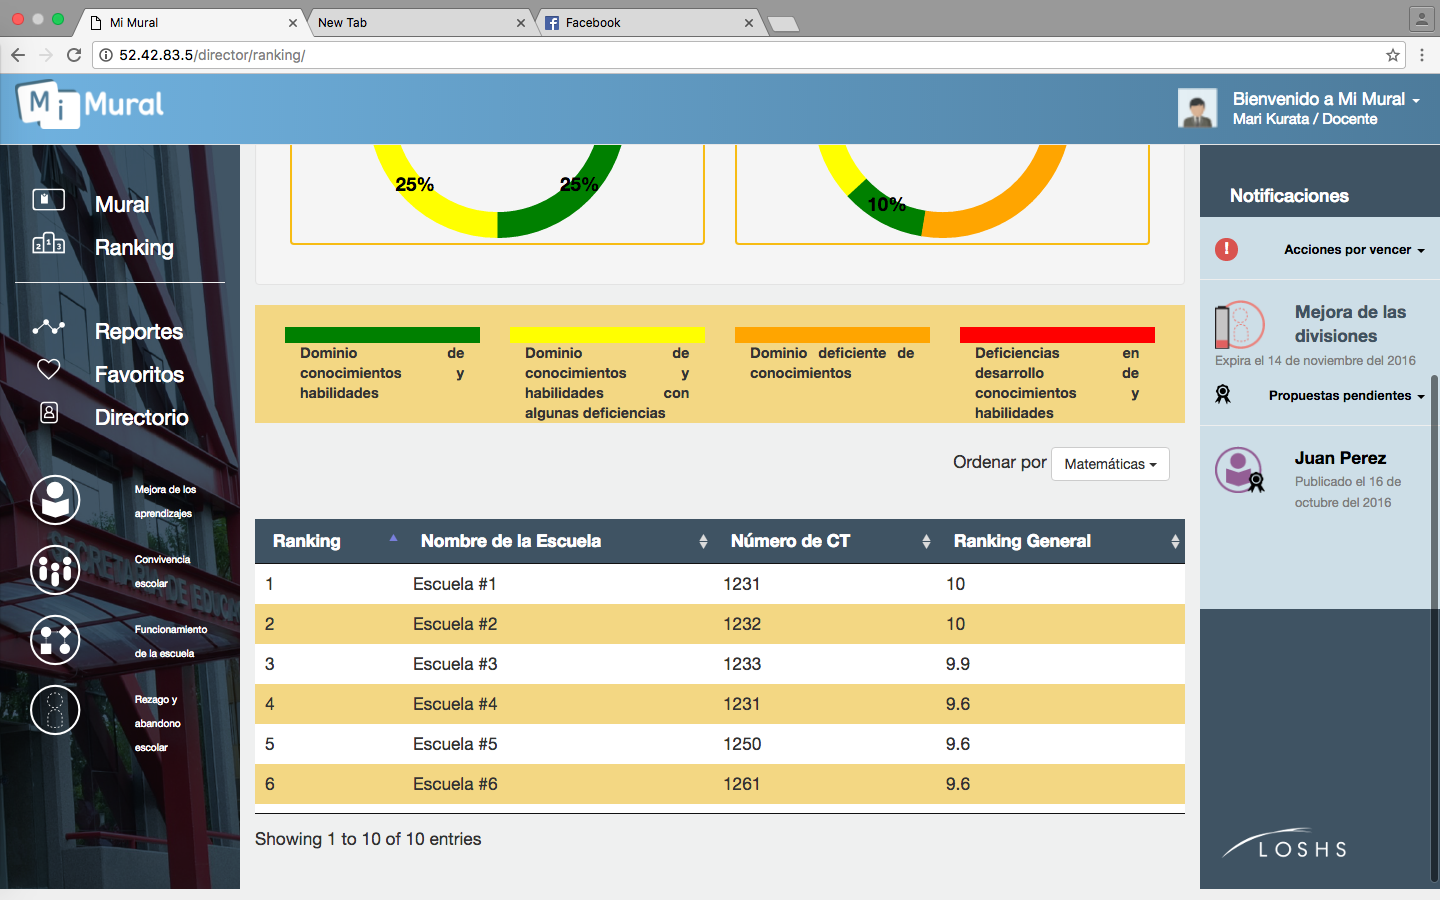 Mi Mural
New Tab
Facebook
52.42.83.5/director/ranking/
Mi Mural
Bienvenido a Mi Mural
Mari Kurata / Docente
Mural
Ranking
Reportes
Favoritos
Directorio
Mejora de los
aprendizajes
Convivencia
escolar
Funcionamiento
de la escuela
Rezago y
abandono
escolar
25%
25%
10%
Dominio de
conocimientos y
habilidades
Dominio de
conocimientos y
habilidades con
algunas deficiencias
Dominio deficiente de
conocimientos
Deficiencias en
desarrollo de
conocimientos y
habilidades
Ordenar por Matemáticas
Ranking Nombre de la Escuela Número de CT Ranking General
1 Escuela #1 1231 10
2 Escuela #2 1232 10
3 Escuela #3 1233 9.9
4 Escuela #4 1231 9.6
5 Escuela #5 1250 9.6
6 Escuela #6 1261 9.6
Showing 1 to 10 of 10 entries
Notificaciones
Acciones por vencer
Mejora de las
divisiones
Expira el 14 de noviembre del 2016
Propuestas pendientes
Juan Perez
Publicado el 16 de
octubre del 2016
LOSHS